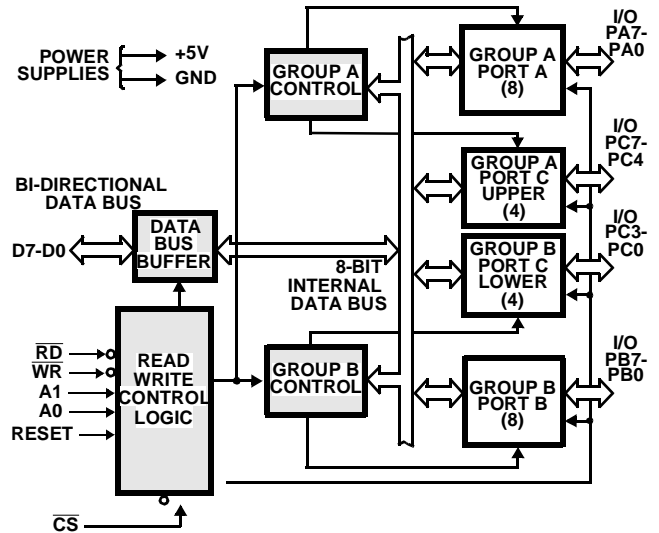 POWER
SUPPLIES
+5V
GND
GROUP A
CONTROL
GROUP A
PORT A
(8)
I/O
PA7-
PA0
GROUP A
PORT C
UPPER
(4)
I/O
PC7-
PC4
BI-DIRECTIONAL
DATA BUS
D7-D0
DATA
BUS
BUFFER
8-BIT
INTERNAL
DATA BUS
GROUP B
PORT C
LOWER
(4)
I/O
PC3-
PC0
RD
WR
A1
A0
RESET
READ
WRITE
CONTROL
LOGIC
GROUP B
CONTROL
GROUP B
PORT B
(8)
I/O
PB7-
PB0
CS